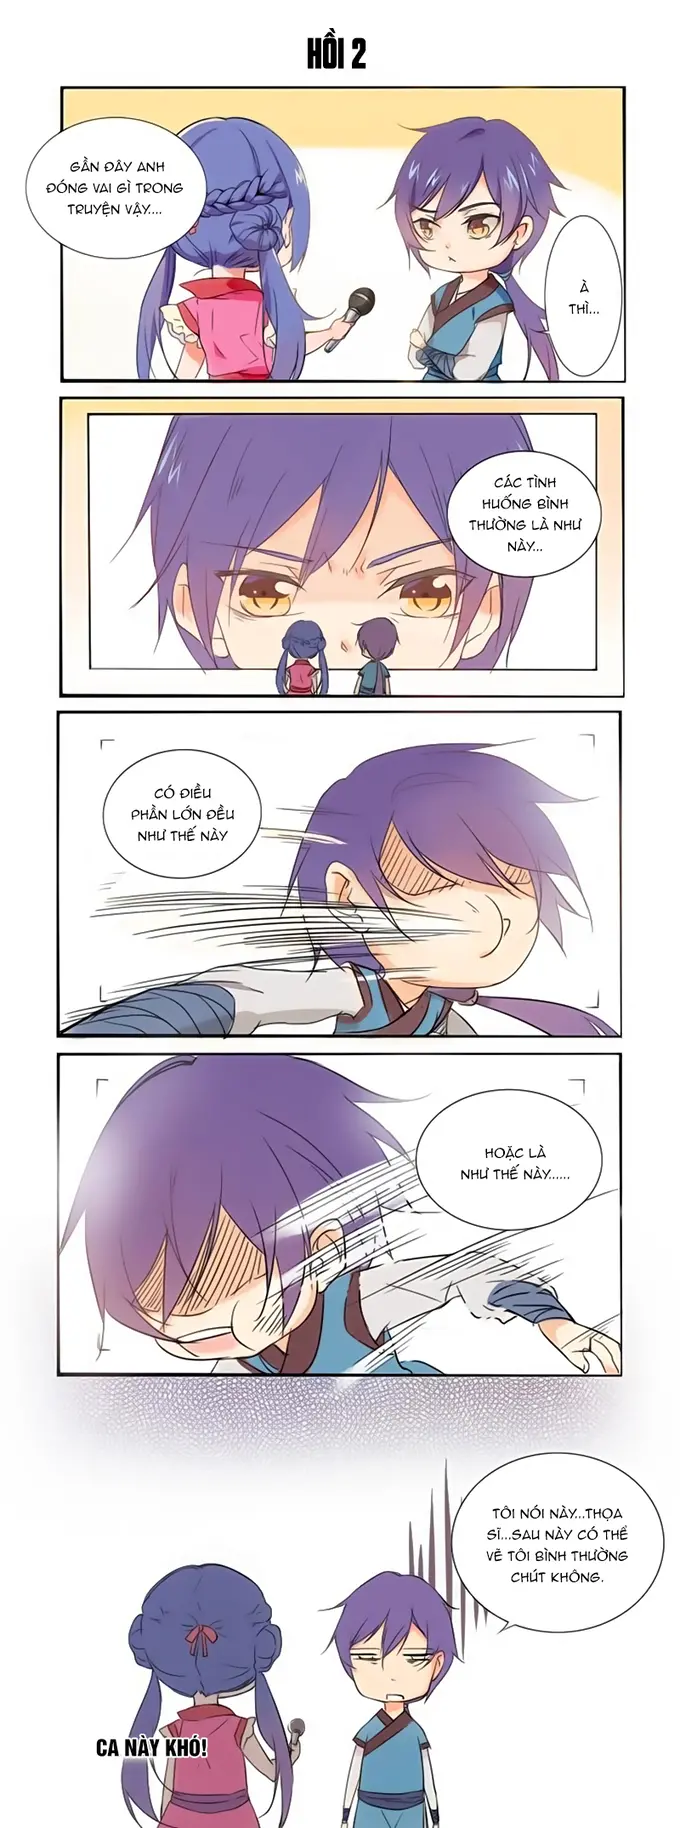 HỒI 2
GẦN ĐÂY ANH
ĐÓNG VAI GÌ TRONG
TRUYỆN VẬY....
À
THÌ...
CÁC TÌNH
HUỐNG BÌNH
THƯỜNG LÀ NHƯ
NÀY...
CÓ ĐIỀU
PHẦN LỚN ĐỀU
NHƯ THẾ NÀY
HOẶC LÀ
NHƯ THẾ NÀY......
TÔI NÓI NÀY...THỌA
SĨ...SAU NÀY CÓ THỂ
VẼ TÔI BÌNH THƯỜNG
CHÚT KHÔNG.
CA NÀY KHÓ!